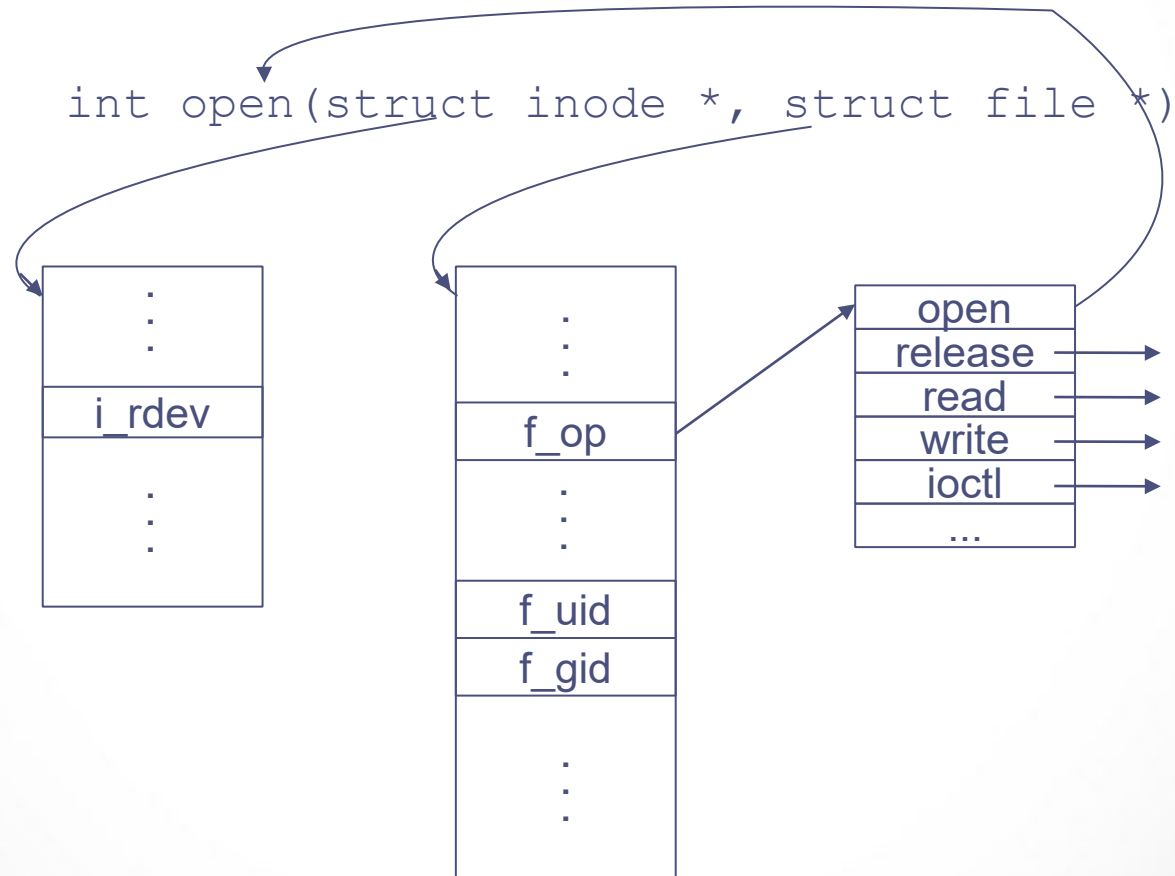 int open(struct inode *, struct file *)
.
.
.
i_rdev
.
.
.
.
.
.
f_op
.
.
.
f_uid
f_gid
.
.
.
open
release
read
write
ioctl
...